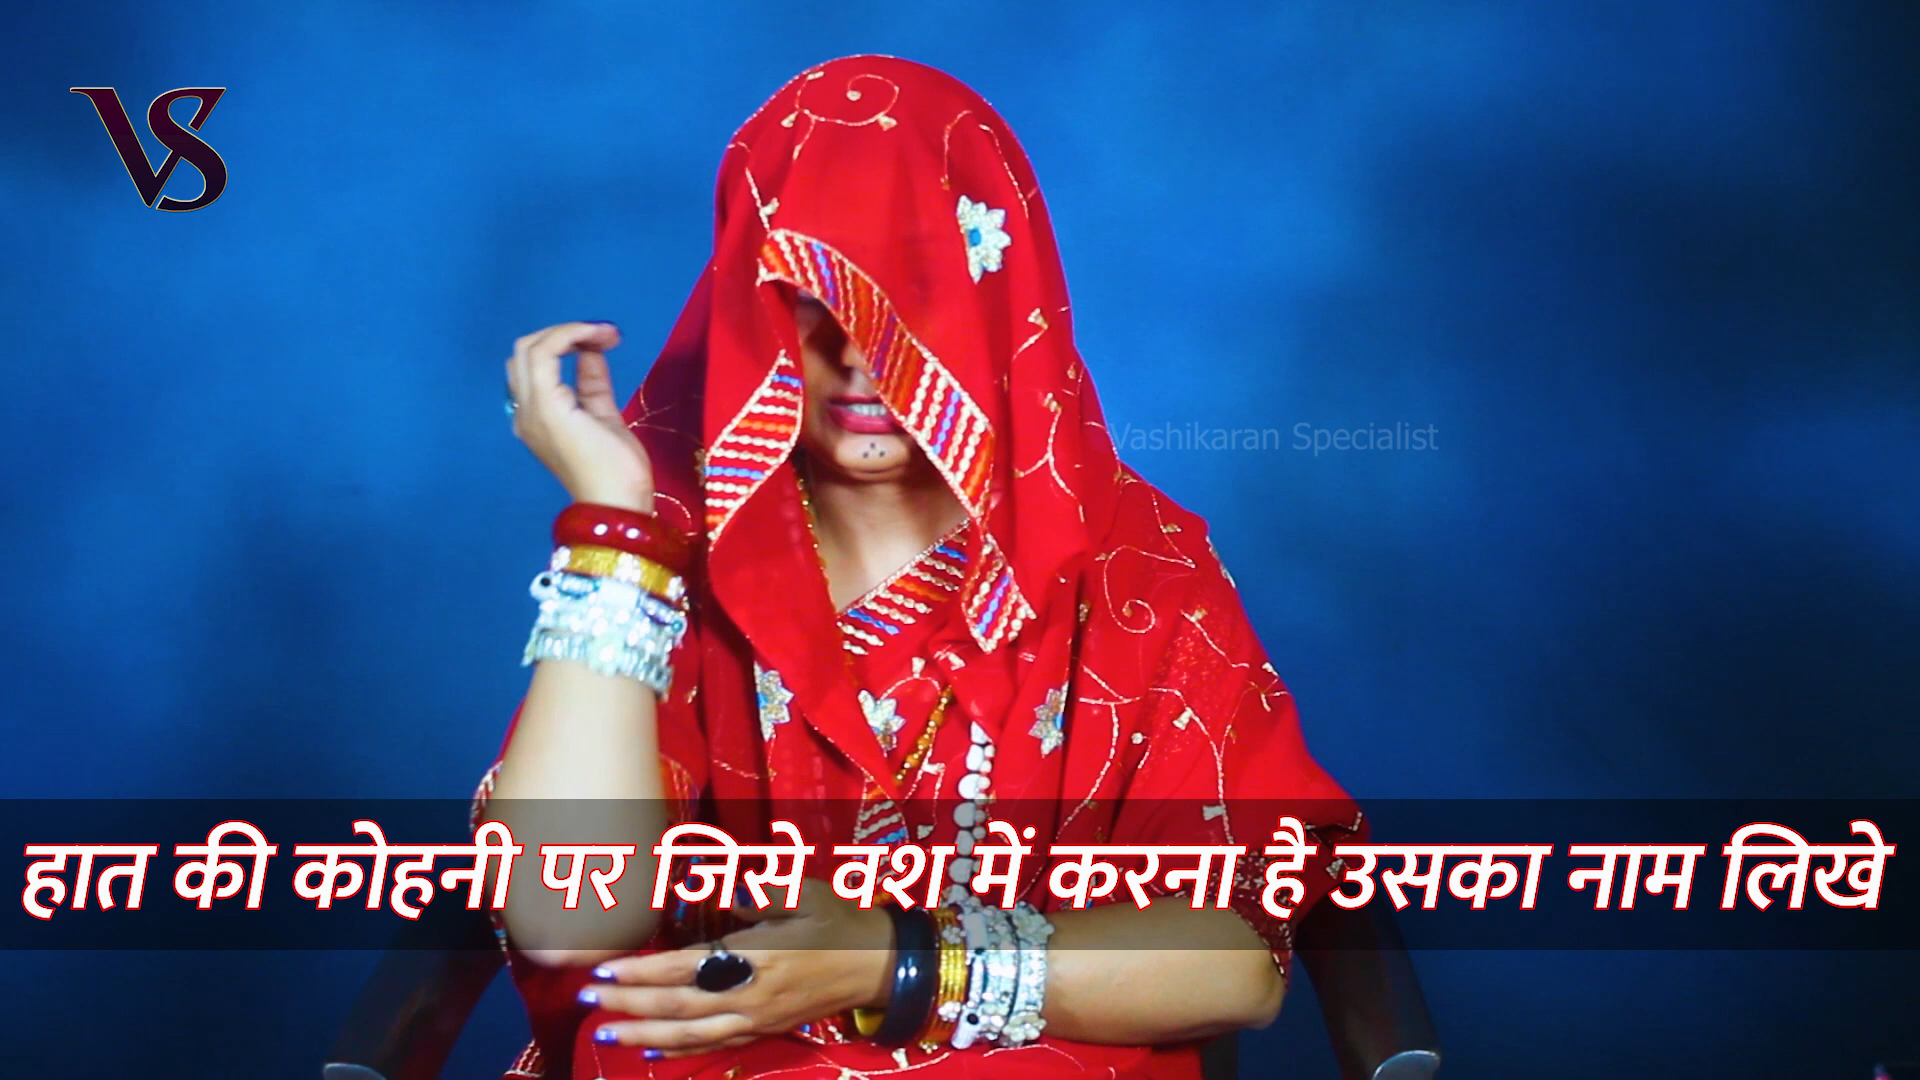 VS
Vashikaran Specialist
हात की कोहनी पर जिसे वश में करना है उसका नाम लिखे